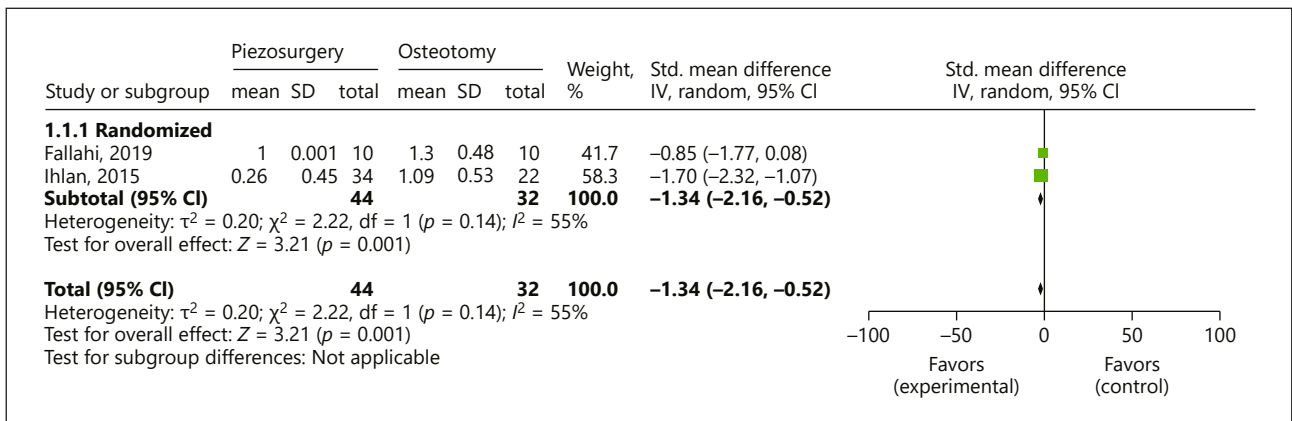 Piezosurgery Osteotomy Weight, % Std. mean difference IV, random, 95% CI Std. mean difference IV, random, 95% CI
Study or subgroup mean SD total mean SD total
1.1.1 Randomized
Fallahi, 2019 1 0.001 10 1.3 0.48 10 41.7 –0.85 (–1.77, 0.08)
Ihlan, 2015 0.26 0.45 34 1.09 0.53 22 58.3 –1.70 (–2.32, –1.07)
Subtotal (95% CI) 44 32 100.0 –1.34 (–2.16, –0.52)
Heterogeneity: τ² = 0.20; χ² = 2.22, df = 1 (p = 0.14); I² = 55%
Test for overall effect: Z = 3.21 (p = 0.001)
Total (95% CI) 44 32 100.0 –1.34 (–2.16, –0.52)
Heterogeneity: τ² = 0.20; χ² = 2.22, df = 1 (p = 0.14); I² = 55%
Test for overall effect: Z = 3.21 (p = 0.001)
Test for subgroup differences: Not applicable
–100 –50 0 50 100
Favors Favors
(experimental) (control)